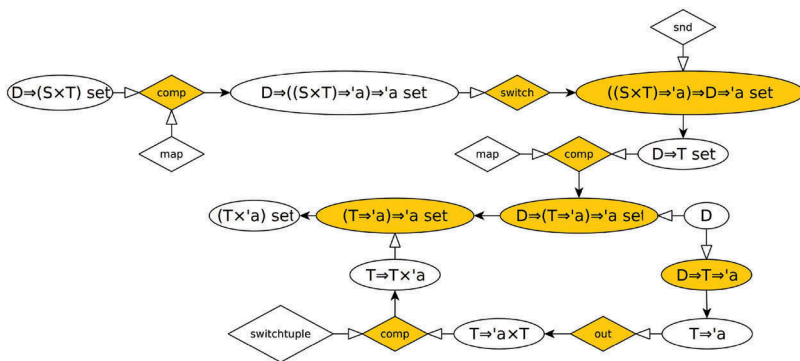 snd
D⇒(S×T) set
comp
D⇒((S×T)⇒'a)⇒'a set
switch
((S×T)⇒'a)⇒D⇒'a set
map
map
comp
D⇒T set
(T×'a) set
(T⇒'a)⇒'a set
D⇒(T⇒'a)⇒'a set
D
T⇒T×'a
D⇒T⇒'a
switchtuple
comp
T⇒'a×T
out
T⇒'a